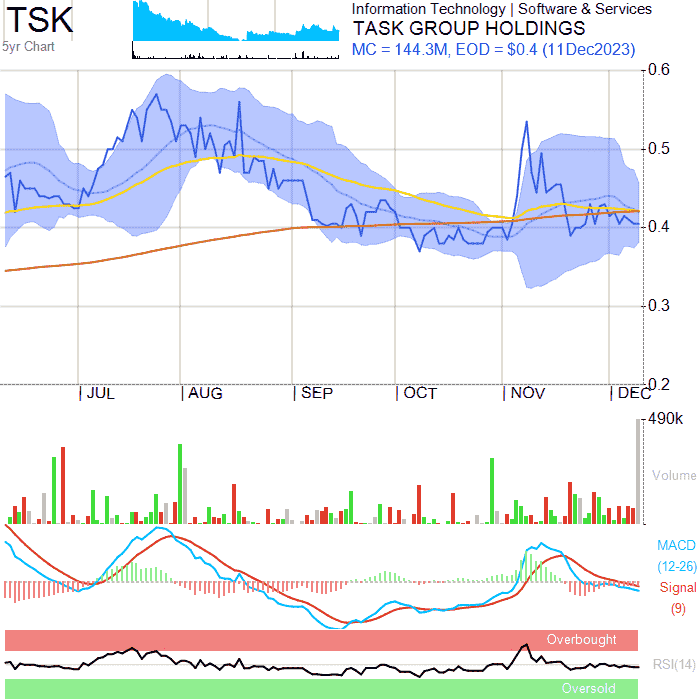 TSK
5yr Chart
Information Technology | Software & Services
TASK GROUP HOLDINGS
MC = 144.3M, EOD = $0.4 (11Dec2023)
0.6
0.5
0.4
0.3
0.2
| JUL | AUG | SEP | OCT | NOV | DEC
490k
Volume
MACD
(12-26)
Signal
(9)
Overbought
RSI(14)
Oversold